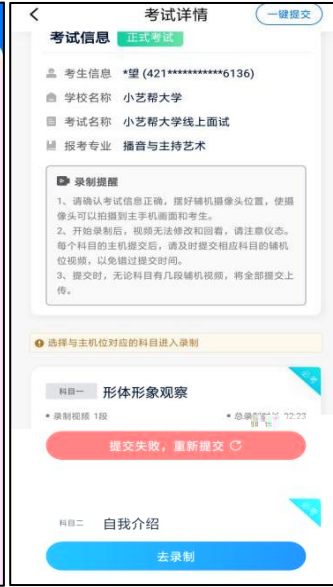 考试详情
一键提交
考试信息 正式考试
考生信息 *望 (421***********6136)
学校名称 小艺帮大学
考试名称 小艺帮大学线上面试
报考专业 播音与主持艺术
录制提醒
1、请确认考试信息正确，摆好辅机摄像头位置，使摄
像头可以拍摄到主手机画面和考生。
2、开始录制后，视频无法修改和回看，请注意仪态。
每个科目的主机提交后，请及时提交相应科目的辅机
位视频，以免错过提交时间。
3、提交时，无论科目有几段辅机视频，将全部提交上
传。
选择与主机位对应的科目进入录制
科目一 形体形象观察
必考
• 录制视频 1段
提交失败，重新提交
科目二 自我介绍
去录制